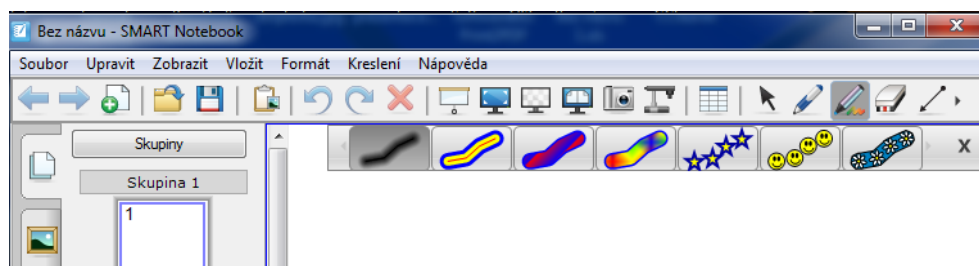 Bez názvu - SMART Notebook
Soubor Upravit Zobrazit Vložit Formát Kreslení Nápověda
Skupiny
X
Skupina 1
1